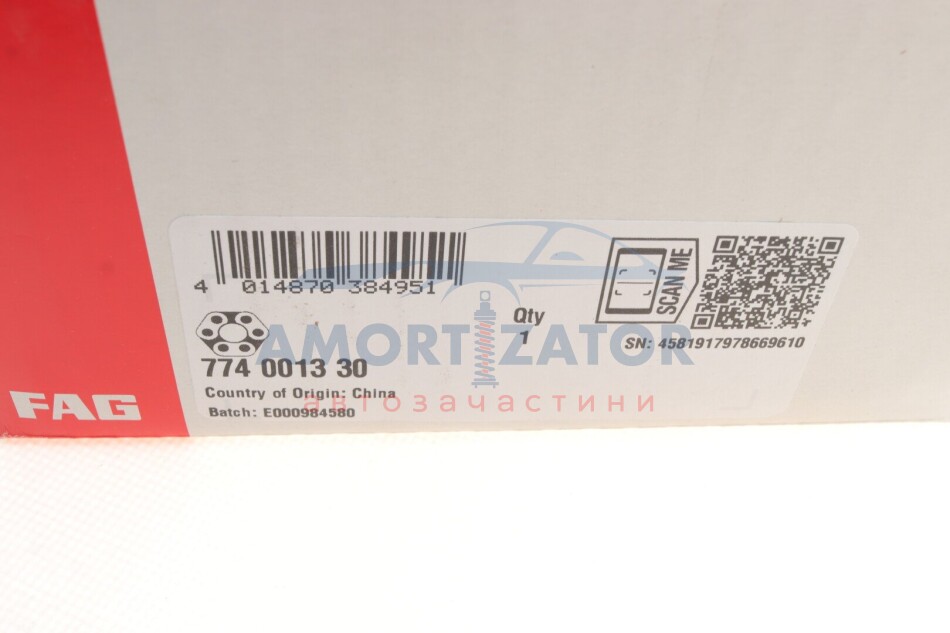 4 014870 384951
SCAN ME
Qty
1
SN: 4581917978669610
774 0013 30
Country of Origin: China
Batch: E000984580
FAG
AMORTIZATOR
автозачастини